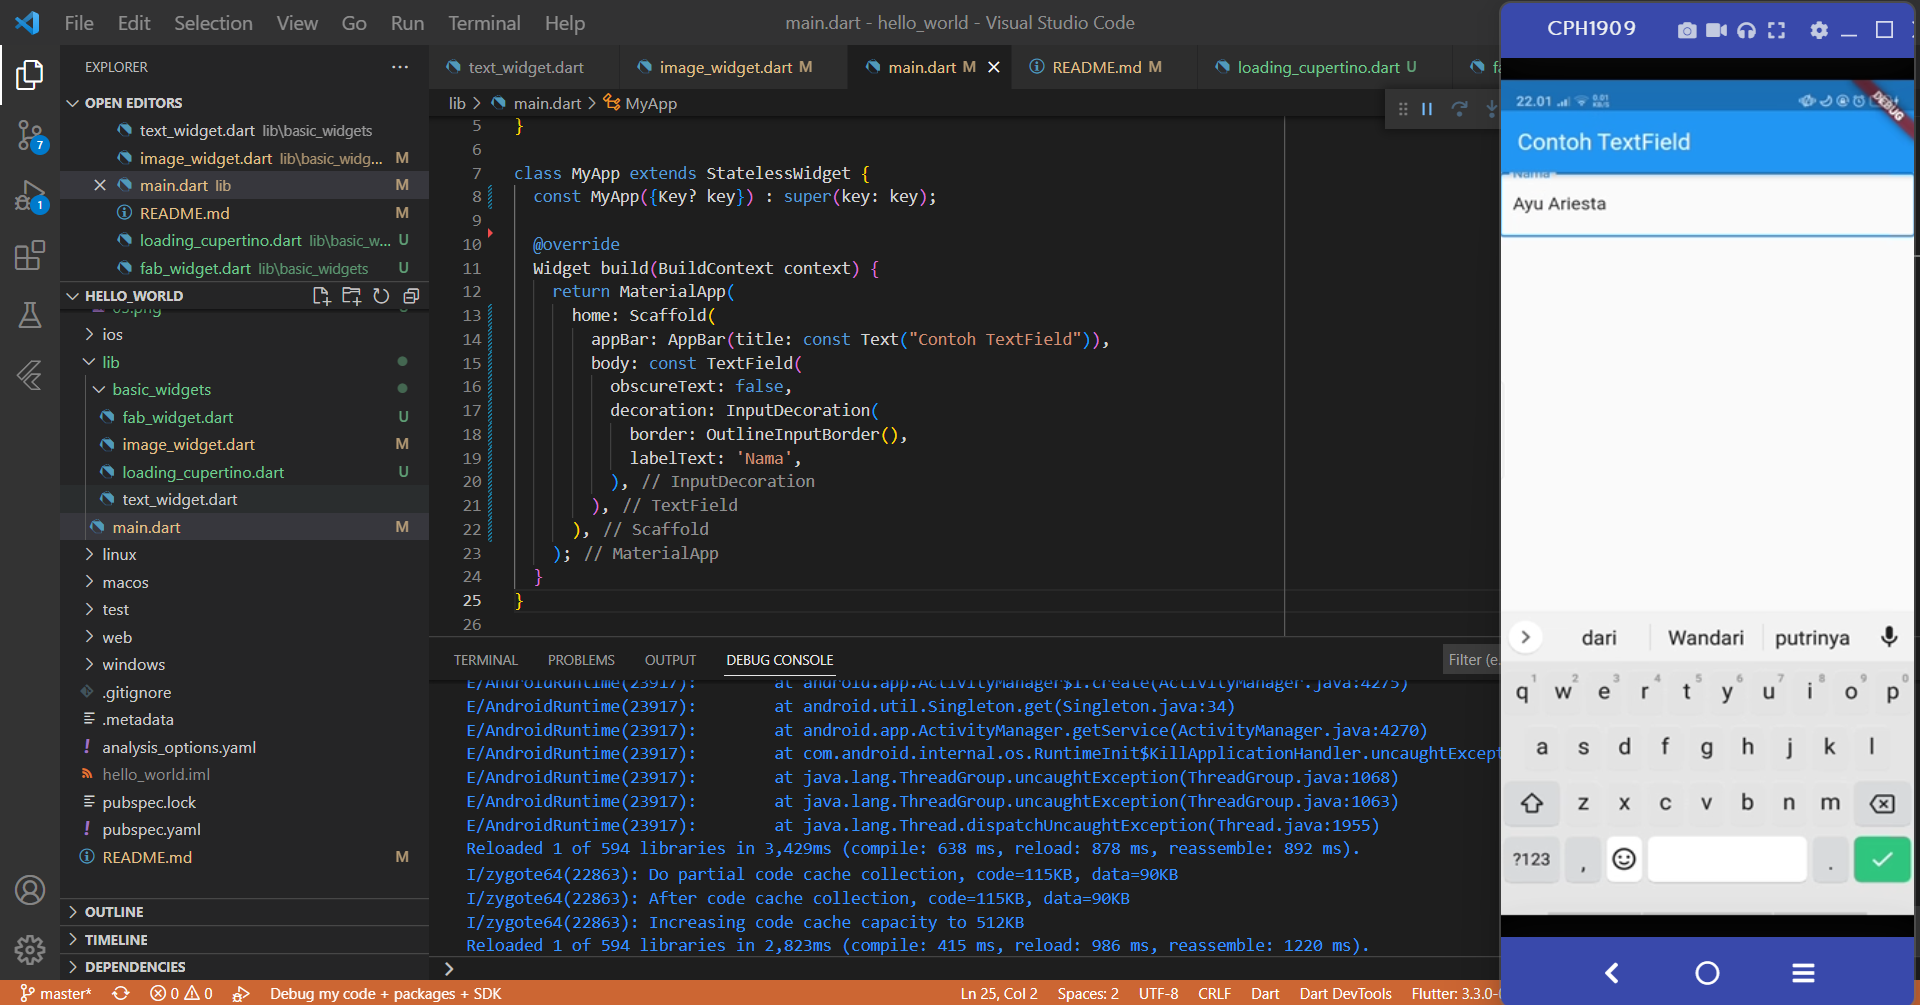 File Edit Selection View Go Run Terminal Help
main.dart - hello_world - Visual Studio Code
EXPLORER
OPEN EDITORS
text_widget.dart lib\basic_widgets
image_widget.dart lib\basic_widg... M
main.dart lib M
README.md M
loading_cupertino.dart lib\basic_w... U
fab_widget.dart lib\basic_widgets U
HELLO_WORLD
ios
lib
basic_widgets
fab_widget.dart U
image_widget.dart M
loading_cupertino.dart U
text_widget.dart
main.dart M
linux
macos
test
web
windows
.gitignore
.metadata
analysis_options.yaml
hello_world.iml
pubspec.lock
pubspec.yaml
README.md M
OUTLINE
TIMELINE
DEPENDENCIES
7
1
text_widget.dart image_widget.dart M main.dart M README.md M loading_cupertino.dart U
lib > main.dart > MyApp
5 }
6
7 class MyApp extends StatelessWidget {
8 const MyApp({Key? key}) : super(key: key);
9
10 @override
11 Widget build(BuildContext context) {
12 return MaterialApp(
13 home: Scaffold(
14 appBar: AppBar(title: const Text("Contoh TextField")),
15 body: const TextField(
16 obscureText: false,
17 decoration: InputDecoration(
18 border: OutlineInputBorder(),
19 labelText: 'Nama',
20 ), // InputDecoration
21 ), // TextField
22 ), // Scaffold
23 ); // MaterialApp
24 }
25 }
26
TERMINAL PROBLEMS OUTPUT DEBUG CONSOLE
Filter (e.
E/AndroidRuntime(23917): at android.app.ActivityManager$1.create(ActivityManager.java:4275)
E/AndroidRuntime(23917): at android.util.Singleton.get(Singleton.java:34)
E/AndroidRuntime(23917): at android.app.ActivityManager.getService(ActivityManager.java:4270)
E/AndroidRuntime(23917): at com.android.internal.os.RuntimeInit$KillApplicationHandler.uncaughtExcept
E/AndroidRuntime(23917): at java.lang.ThreadGroup.uncaughtException(ThreadGroup.java:1068)
E/AndroidRuntime(23917): at java.lang.ThreadGroup.uncaughtException(ThreadGroup.java:1063)
E/AndroidRuntime(23917): at java.lang.Thread.dispatchUncaughtException(Thread.java:1955)
Reloaded 1 of 594 libraries in 3,429ms (compile: 638 ms, reload: 878 ms, reassemble: 892 ms).
I/zygote64(22863): Do partial code cache collection, code=115KB, data=90KB
I/zygote64(22863): After code cache collection, code=115KB, data=90KB
I/zygote64(22863): Increasing code cache capacity to 512KB
Reloaded 1 of 594 libraries in 2,823ms (compile: 415 ms, reload: 986 ms, reassemble: 1220 ms).
>
master* 0 0 Debug my code + packages + SDK
Ln 25, Col 2 Spaces: 2 UTF-8 CRLF Dart Dart DevTools Flutter: 3.3.0-
CPH1909
22.01 0.01 KB/S
DEBUG
Contoh TextField
Nama
Ayu Ariesta
dari Wandari putrinya
q1 w2 e3 r4 t5 y6 u7 i8 o9 p0
a s d f g h j k l
z x c v b n m
?123 , .